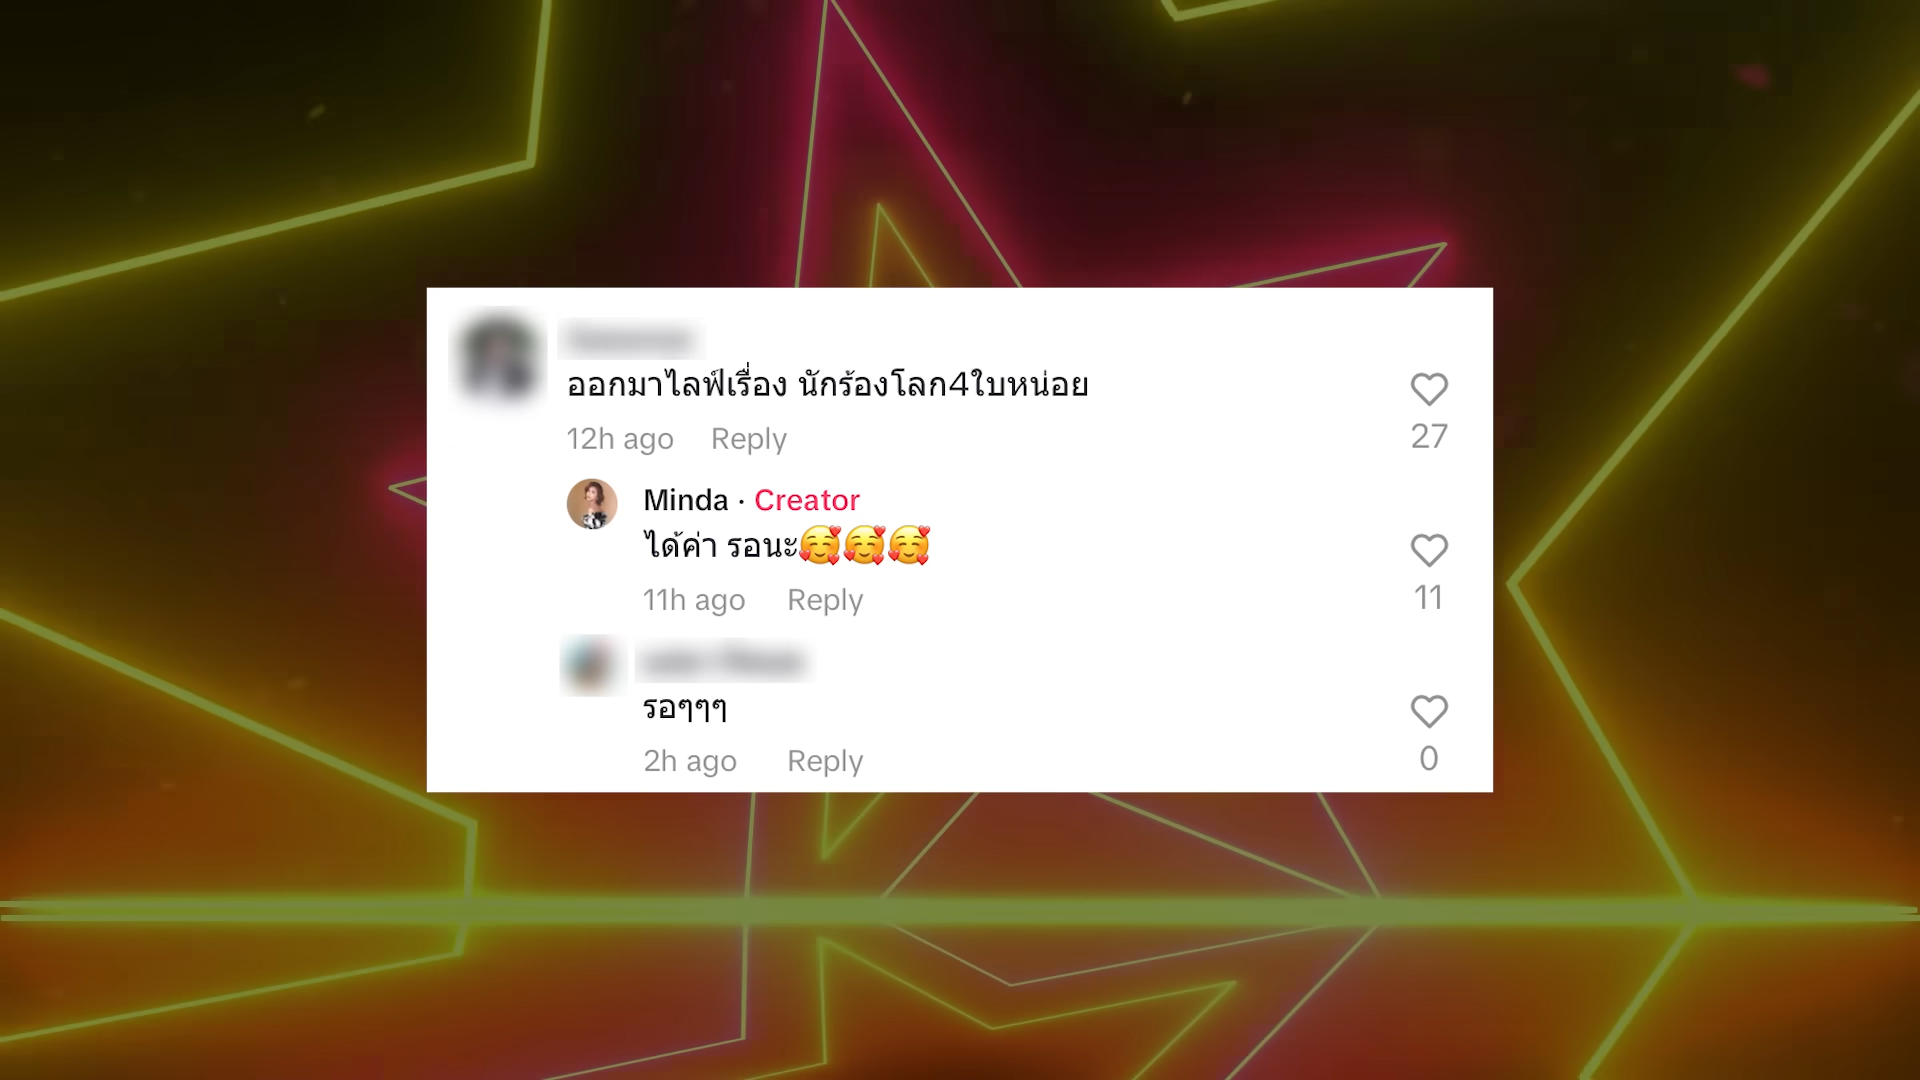 ออกมาไลฟ์เรื่อง นักร้องโลก4ใบหน่อย
12h ago Reply
27
Minda · Creator
ได้ค่า รอนะ🥰🥰🥰
11h ago Reply
11
รอๆๆๆ
2h ago Reply
0